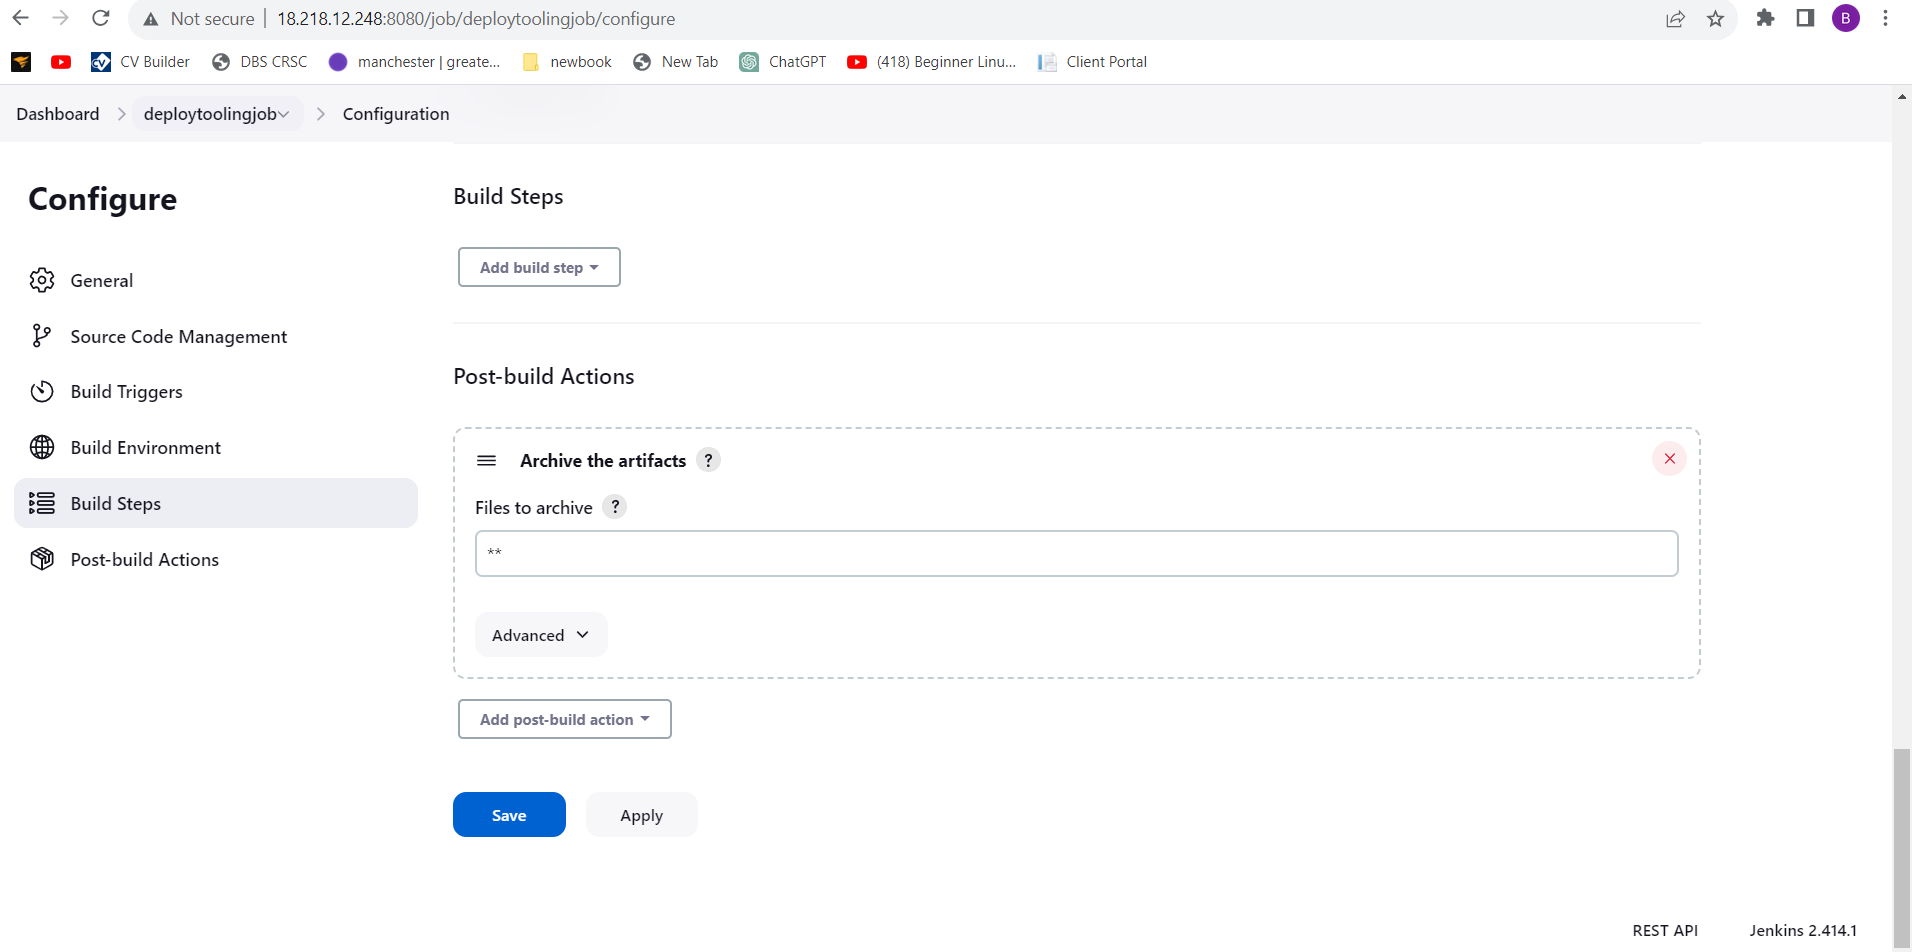 Not secure 18.218.12.248:8080/job/deploytoolingjob/configure
B
CV Builder DBS CRSC manchester | greate... newbook New Tab ChatGPT (418) Beginner Linu... Client Portal
Dashboard deploytoolingjob Configuration
Configure
General
Source Code Management
Build Triggers
Build Environment
Build Steps
Post-build Actions
Build Steps
Add build step
Post-build Actions
Archive the artifacts ?
Files to archive ?
**
Advanced
Add post-build action
Save Apply
REST API Jenkins 2.414.1